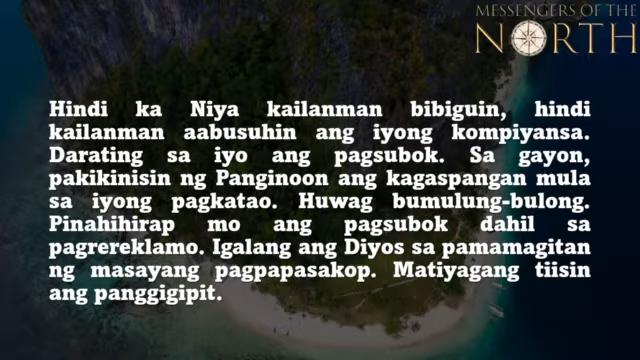 MESSENGERS OF THE
NORTH
Hindi ka Niya kailanman bibiguin, hindi
kailanman aabusuhin ang iyong kompiyansa.
Darating sa iyo ang pagsubok. Sa gayon,
pakikinisin ng Panginoon ang kagaspangan mula
sa iyong pagkatao. Huwag bumulung-bulong.
Pinahihirap mo ang pagsubok dahil sa
pagrereklamo. Igalang ang Diyos sa pamamagitan
ng masayang pagpapasakop. Matiyagang tiisin
ang panggigipit.